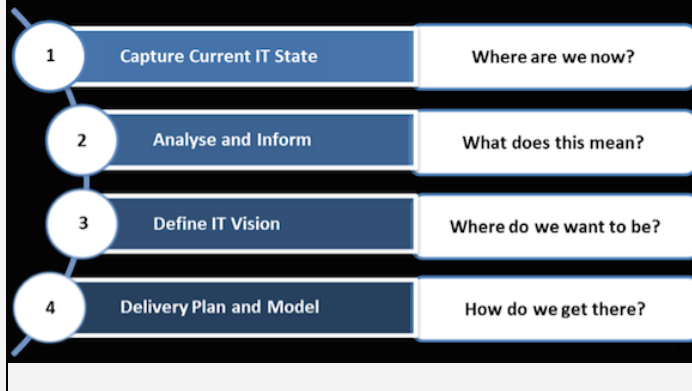 1 Capture Current IT State Where are we now?
2 Analyse and Inform What does this mean?
3 Define IT Vision Where do we want to be?
4 Delivery Plan and Model How do we get there?